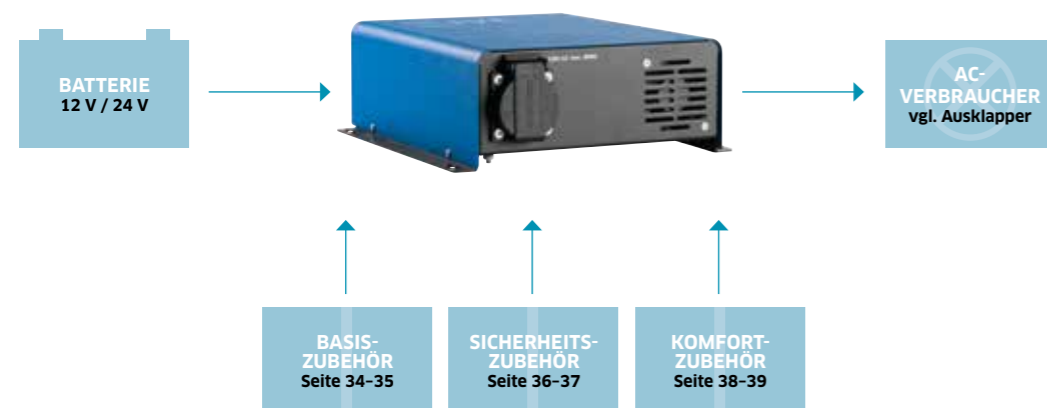 BATTERIE
12 V / 24 V
AC-
VERBRAUCHER
vgl. Ausklapper
BASIS-
ZUBEHÖR
Seite 34–35
SICHERHEITS-
ZUBEHÖR
Seite 36–37
KOMFORT-
ZUBEHÖR
Seite 38–39